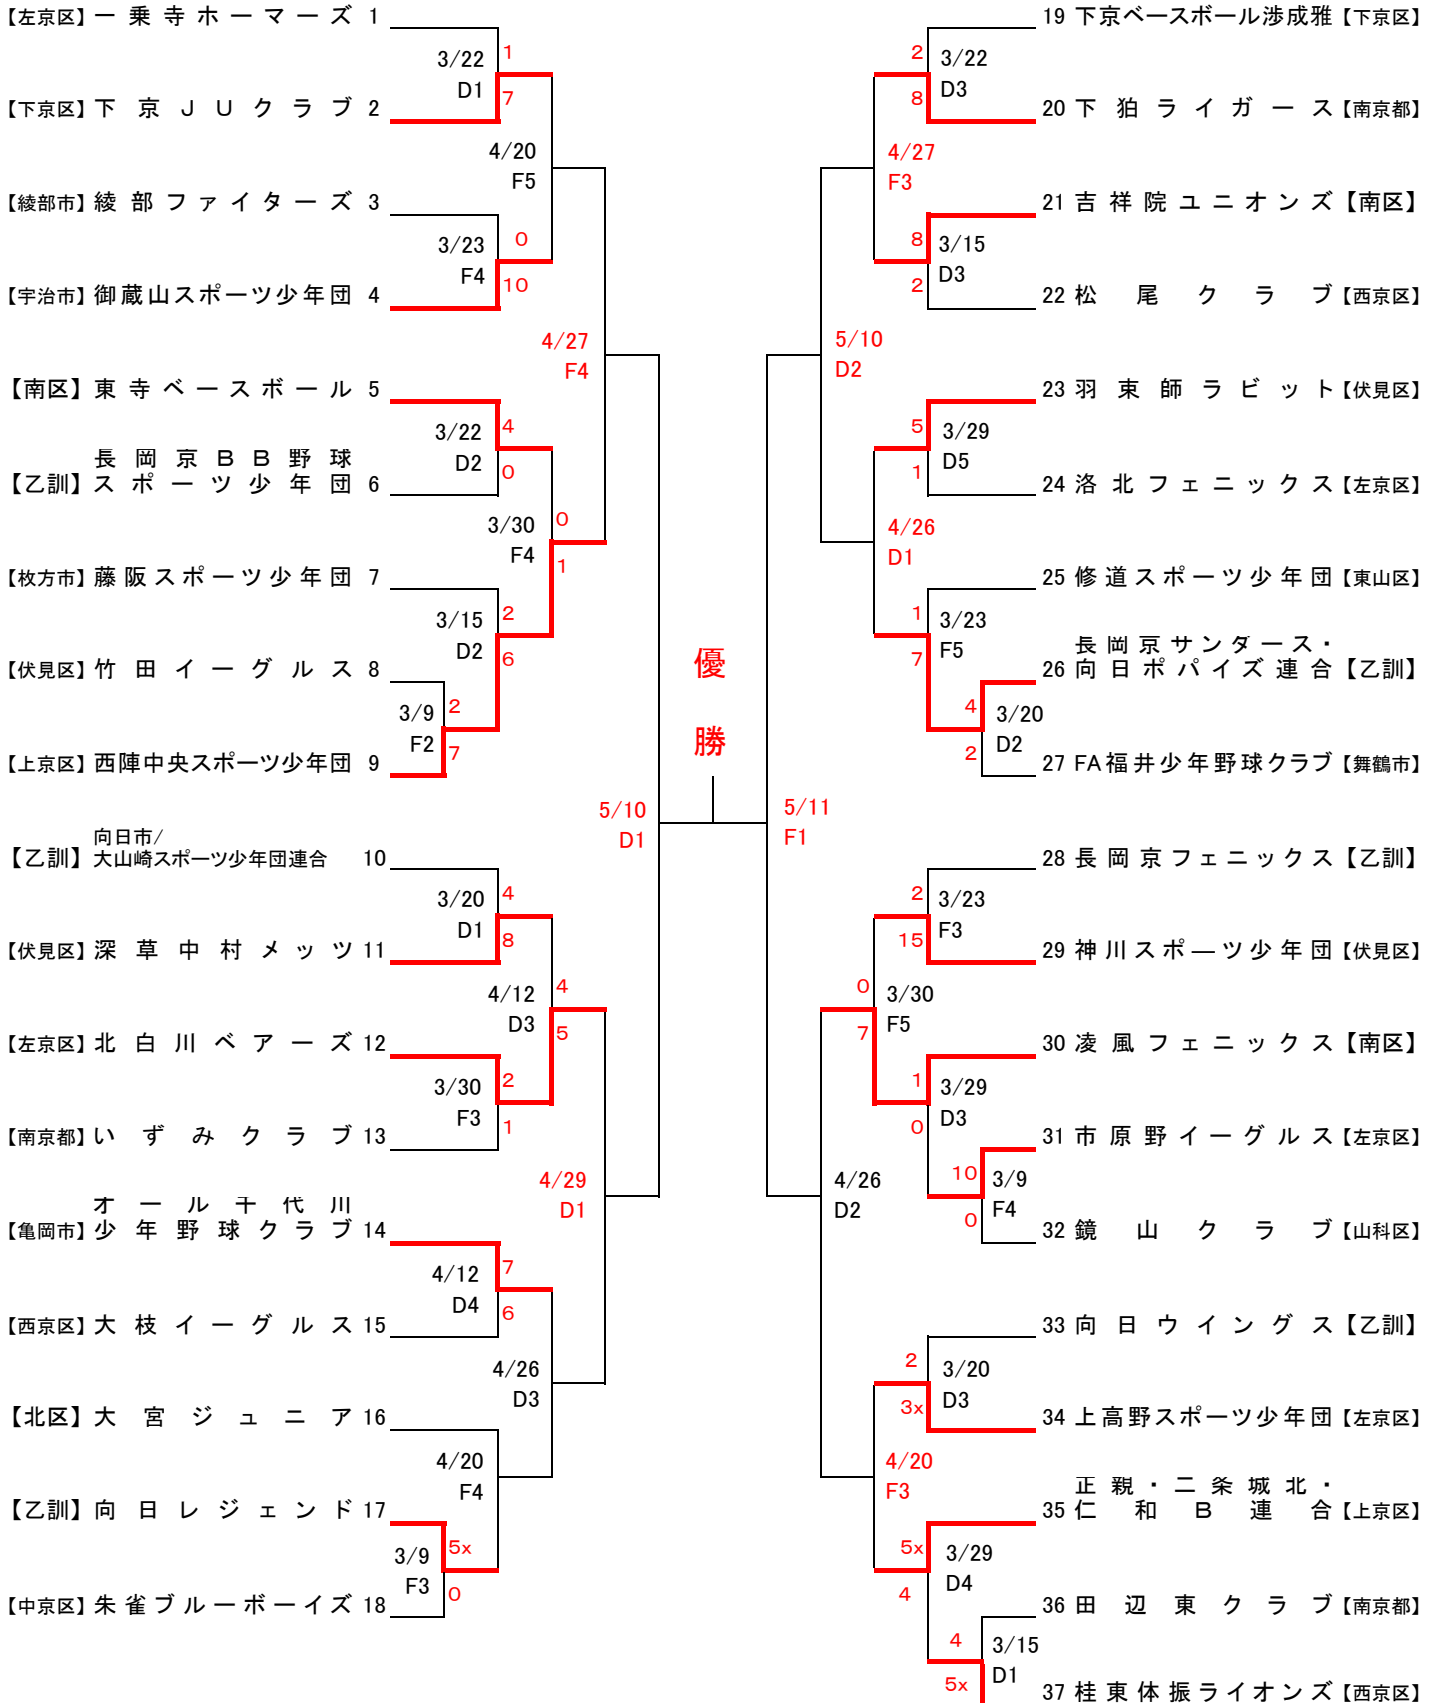 【左京区】一乗寺ホーマーズ 1
1
3/22
D1
7
【下京区】下京JUクラブ 2
4/20
F5
【綾部市】綾部ファイターズ 3
0
3/23
F4
10
【宇治市】御蔵山スポーツ少年団 4
4/27
F4
【南区】東寺ベースボール 5
4
3/22
D2
0
長岡京BB野球
【乙訓】スポーツ少年団 6
0
3/30
F4
1
【枚方市】藤阪スポーツ少年団 7
2
3/15
D2
6
【伏見区】竹田イーグルス 8
2
3/9
F2
7
【上京区】西陣中央スポーツ少年団 9
5/10
D1
向日市/
【乙訓】大山崎スポーツ少年団連合 10
4
3/20
D1
8
【伏見区】深草中村メッツ 11
4
4/12
D3
5
【左京区】北白川ベアーズ 12
2
3/30
F3
1
【南京都】いずみクラブ 13
4/29
D1
オール千代川
【亀岡市】少年野球クラブ 14
7
4/12
D4
6
【西京区】大枝イーグルス 15
4/26
D3
【北区】大宮ジュニア 16
4/20
F4
【乙訓】向日レジェンド 17
5x
3/9
F3
0
【中京区】朱雀ブルーボーイズ 18
優
勝
5/11
F1
19 下京ベースボール渉成雅【下京区】
2
3/22
D3
8
20 下狛ライガース【南京都】
4/27
F3
21 吉祥院ユニオンズ【南区】
8
3/15
D3
2
22 松尾クラブ【西京区】
5/10
D2
23 羽束師ラビット【伏見区】
5
3/29
D5
1
24 洛北フェニックス【左京区】
4/26
D1
25 修道スポーツ少年団【東山区】
1
3/23
F5
7
長岡京サンダース・
26 向日ポパイズ連合【乙訓】
4
3/20
D2
2
27 FA福井少年野球クラブ【舞鶴市】
28 長岡京フェニックス【乙訓】
2
3/23
F3
15
29 神川スポーツ少年団【伏見区】
0
3/30
F5
7
30 凌風フェニックス【南区】
1
3/29
D3
0
31 市原野イーグルス【左京区】
10
3/9
F4
0
32 鏡山クラブ【山科区】
4/26
D2
33 向日ウイングス【乙訓】
2
3/20
D3
3x
34 上高野スポーツ少年団【左京区】
4/20
F3
正親・二条城北・
35 仁和B連合【上京区】
5x
3/29
D4
4
36 田辺東クラブ【南京都】
4
3/15
D1
5x
37 桂東体振ライオンズ【西京区】